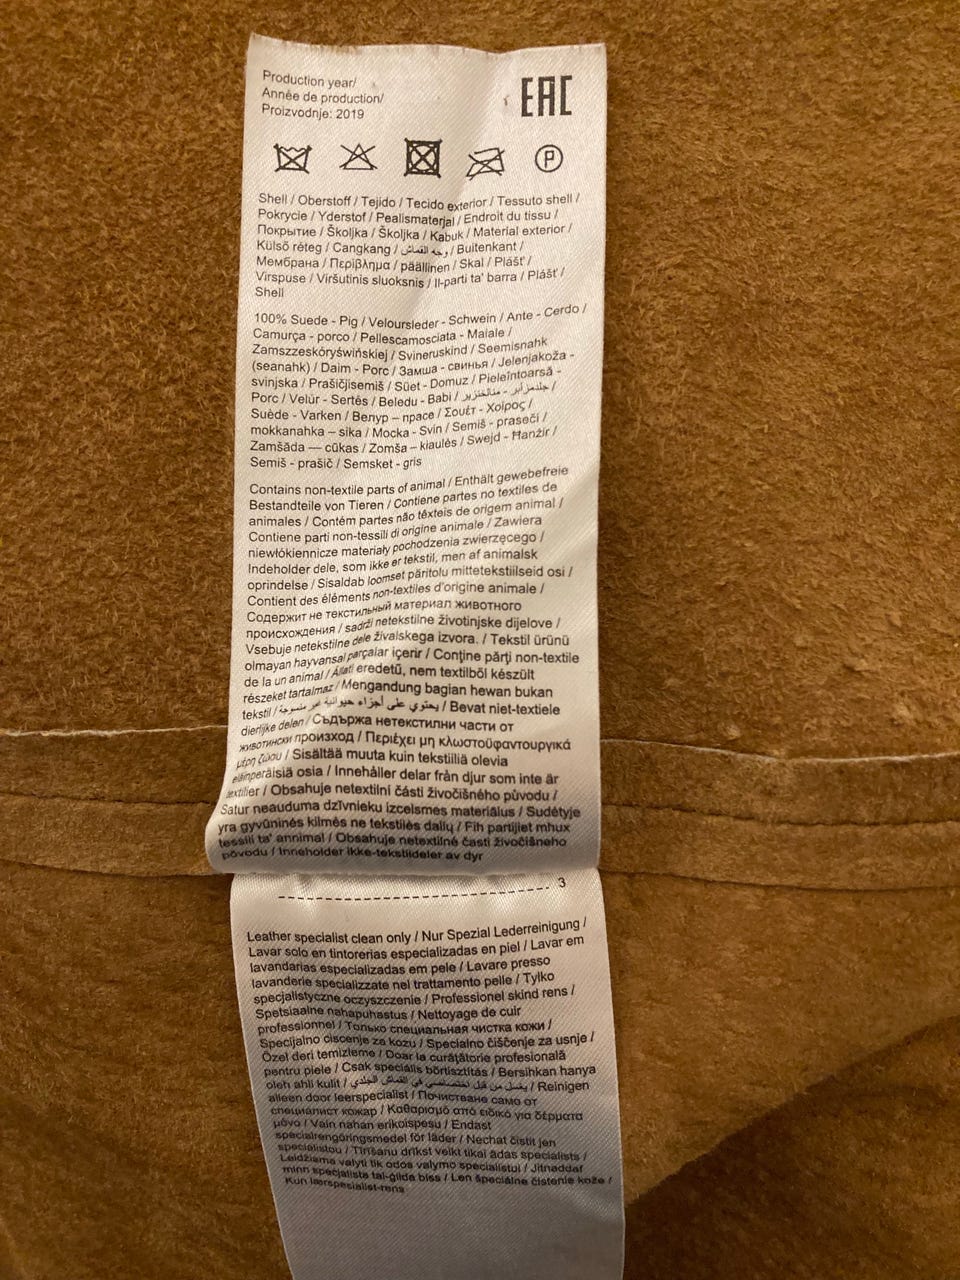 Production year/
Année de production/
Proizvodnje: 2019
EAC
P
Shell / Oberstoff / Tejido / Tecido exterior / Tessuto shell /
Pokrycie / Yderstof / Pealismaterjal / Endroit du tissu /
Покрытие / Školjka / Školjka / Kabuk / Material exterior /
Külső réteg / Cangkang / وجه القماش / Buitenkant /
Мембрана / Περίβλημα / päällinen / Skal / Plášť /
Virspuse / Viršutinis sluoksnis / Il-parti ta' barra / Plášť /
Shell
100% Suede - Pig / Veloursleder - Schwein / Ante - Cerdo /
Camurça - porco / Pellescamosciata - Maiale /
Zamszzeskóryświńskiej / Svineruskind / Seemisnahk
(seanahk) / Daim - Porc / Замша - свинья / Jelenjakoža -
svinjska / Prašičjisemiš / Süet - Domuz / Pieleîntoarsă -
Porc / Velúr - Sertés / Beledu - Babi /
Suède - Varken / Велур – прасе / Σουέτ - Χοίρος /
mokkanahka – sika / Mocka - Svin / Semiš - praseči /
Zamšāda — cūkas / Zomša – kiaulės / Swejd - Ħanżir /
Semiš - prašič / Semsket - gris
Contains non-textile parts of animal / Enthält gewebefreie
Bestandteile von Tieren / Contiene partes no textiles de
animales / Contém partes não têxteis de origem animal /
Contiene parti non-tessili di origine animale / Zawiera
niewłókiennicze materiały pochodzenia zwierzęcego /
Indeholder dele, som ikke er tekstil, men af animalsk
oprindelse / Sisaldab loomset päritolu mittetekstiilseid osi /
Contient des éléments non-textiles d'origine animale /
Содержит не текстильный материал животного
происхождения / sadrži netekstilne životinjske dijelove /
Vsebuje netekstilne dele živalskega izvora. / Tekstil ürünü
olmayan hayvansal parçalar içerir / Conţine părţi non-textile
de la un animal / Állati eredetű, nem textilből készült
részeket tartalmaz / Mengandung bagian hewan bukan
tekstil / يحتوي على أجزاء حيوانية غير منسوجة / Bevat niet-textiele
dierlijke delen / Съдържа нетекстилни части от
животински произход / Περιέχει μη κλωστοϋφαντουργικά
μέρη ζώου / Sisältää muuta kuin tekstiiliä olevia
eläinperäisiä osia / Innehåller delar från djur som inte är
textilier / Obsahuje netextilní části živočišného původu /
Satur neauduma dzīvnieku izcelsmes materiālus / Sudėtyje
yra gyvūninės kilmės ne tekstilės dalių / Fih partijiet mhux
tessili ta' annimal / Obsahuje netextilné časti živočíšneho
pôvodu / Inneholder ikke-tekstildeler av dyr
3
Leather specialist clean only / Nur Spezial Lederreinigung /
Lavar solo en tintorerias especializadas en piel / Lavar em
lavandarias especializadas em pele / Lavare presso
lavanderie specializzate nel trattamento pelle / Tylko
specjalistyczne oczyszczenie / Professionel skind rens /
Spetsiaalne nahapuhastus / Nettoyage de cuir
professionnel / Только специальная чистка кожи /
Specijalno ciscenje za kozu / Specialno čiščenje za usnje /
Özel deri temizleme / Doar la curăţătorie profesională
pentru piele / Csak speciális bőrtisztítás / Bersihkan hanya
oleh ahli kulit / يغسل من قبل اختصاصي في القماش الجلدي / Reinigen
alleen door leerspecialist / Почистване само от
специалист кожар / Καθαρισμό από ειδικό για δέρματα
μόνο / Vain nahan erikoispesu / Endast
specialrengöringsmedel för läder / Nechat čistit jen
specialistou / Tīrīšanu drīkst veikt tikai ādas speciālists /
Leidžiama valyti tik odos valymo specialistui / Jitnaddaf
minn speċjalista tal-ġilda biss / Len špeciálne čistenie kože /
Kun lærspesialist-rens